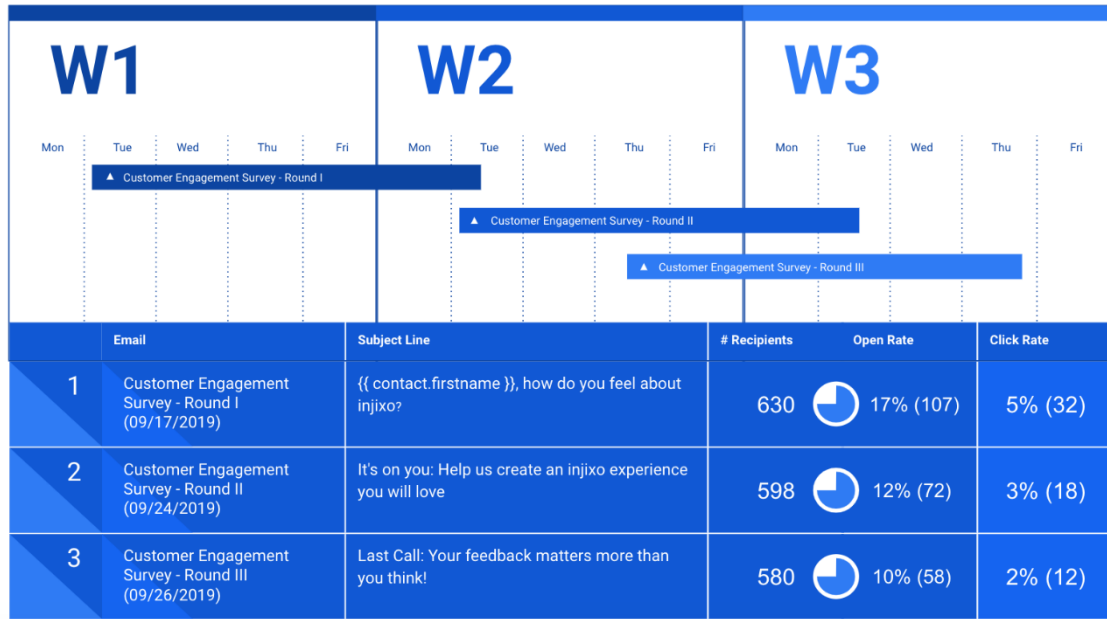 W1
W2
W3
Mon Tue Wed Thu Fri Mon Tue Wed Thu Fri Mon Tue Wed Thu Fri
▲ Customer Engagement Survey - Round I
▲ Customer Engagement Survey - Round II
▲ Customer Engagement Survey - Round III
Email Subject Line # Recipients Open Rate Click Rate
1
Customer Engagement
Survey - Round I
(09/17/2019)
{{ contact.firstname }}, how do you feel about
injixo?
630 17% (107) 5% (32)
2
Customer Engagement
Survey - Round II
(09/24/2019)
It's on you: Help us create an injixo experience
you will love
598 12% (72) 3% (18)
3
Customer Engagement
Survey - Round III
(09/26/2019)
Last Call: Your feedback matters more than
you think!
580 10% (58) 2% (12)